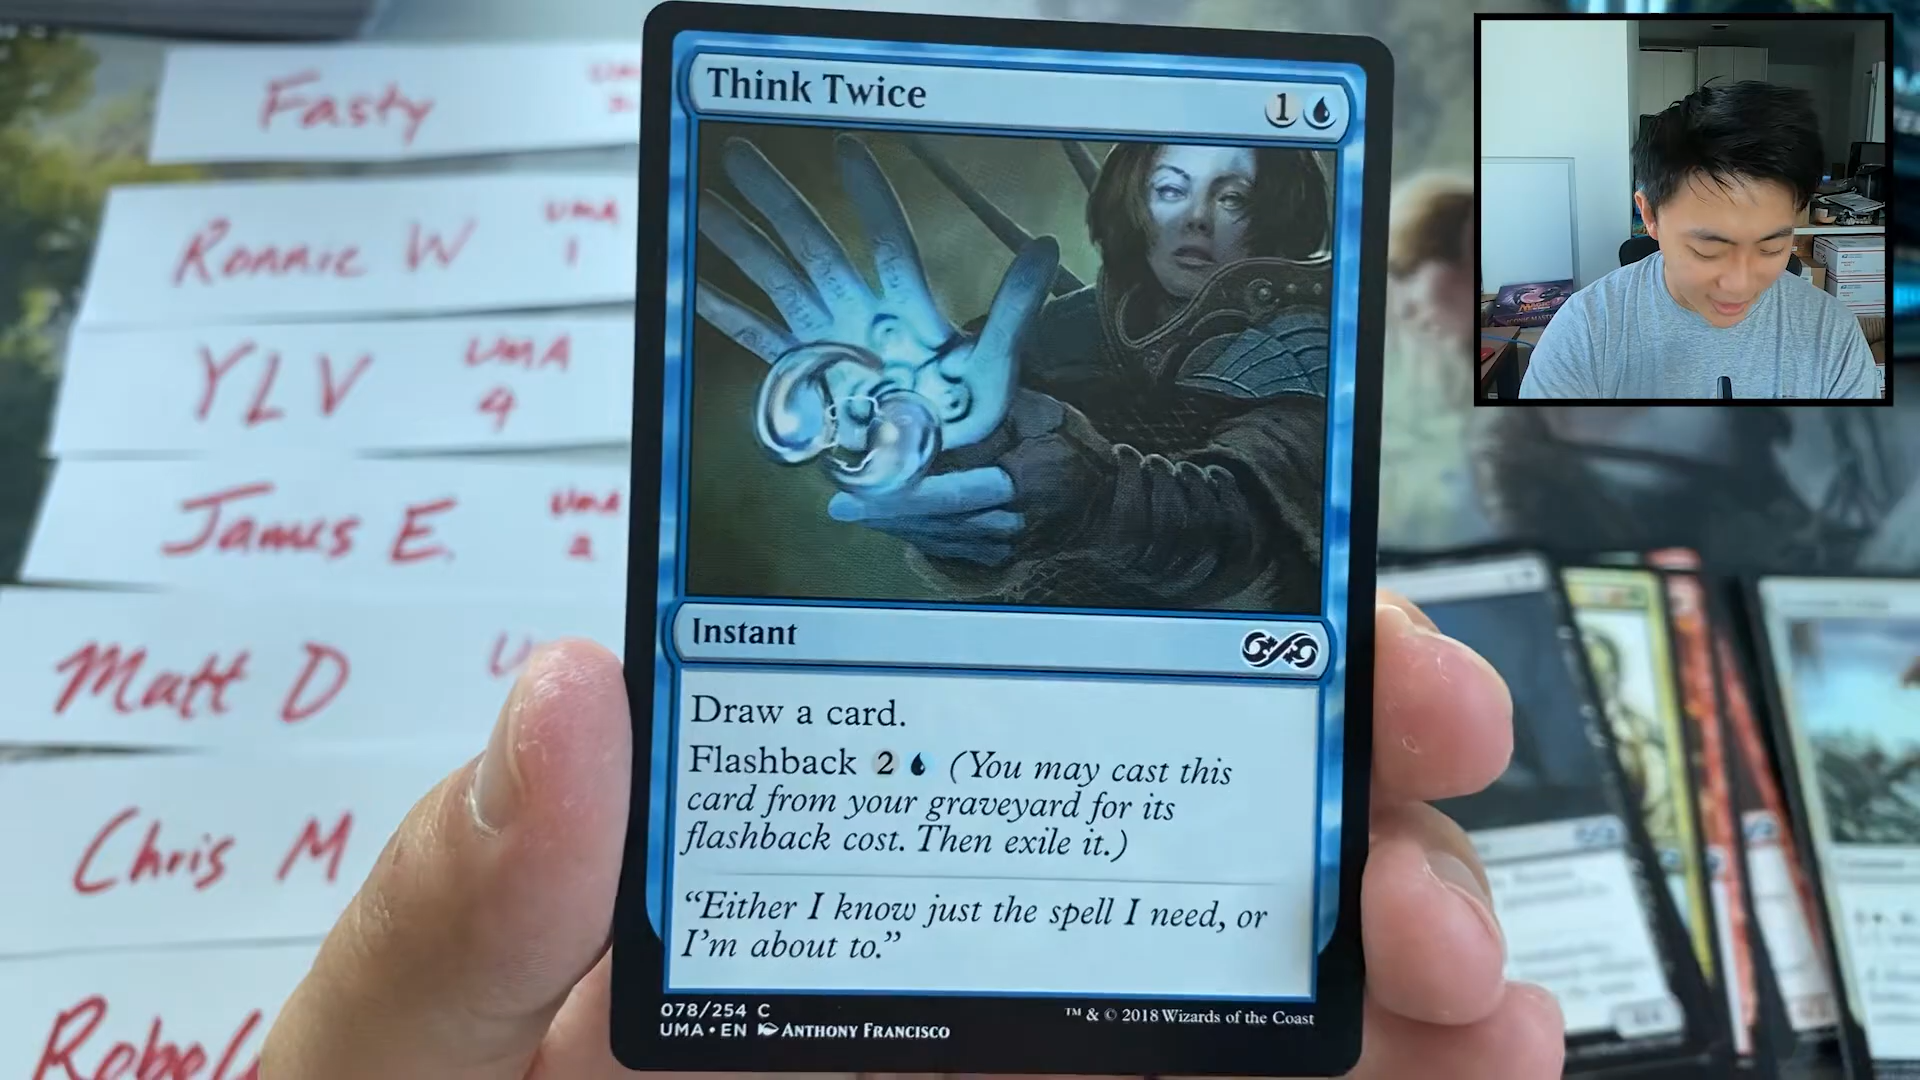 Fasty
Ronnie W UMA
1
YLV UMA
4
James E. UMA
2
Matt D
Chris M
Think Twice 1
Instant
Draw a card.
Flashback 2 (You may cast this
card from your graveyard for its
flashback cost. Then exile it.)
“Either I know just the spell I need, or
I’m about to.”
078/254 C
UMA • EN ANTHONY FRANCISCO
™ & © 2018 Wizards of the Coast